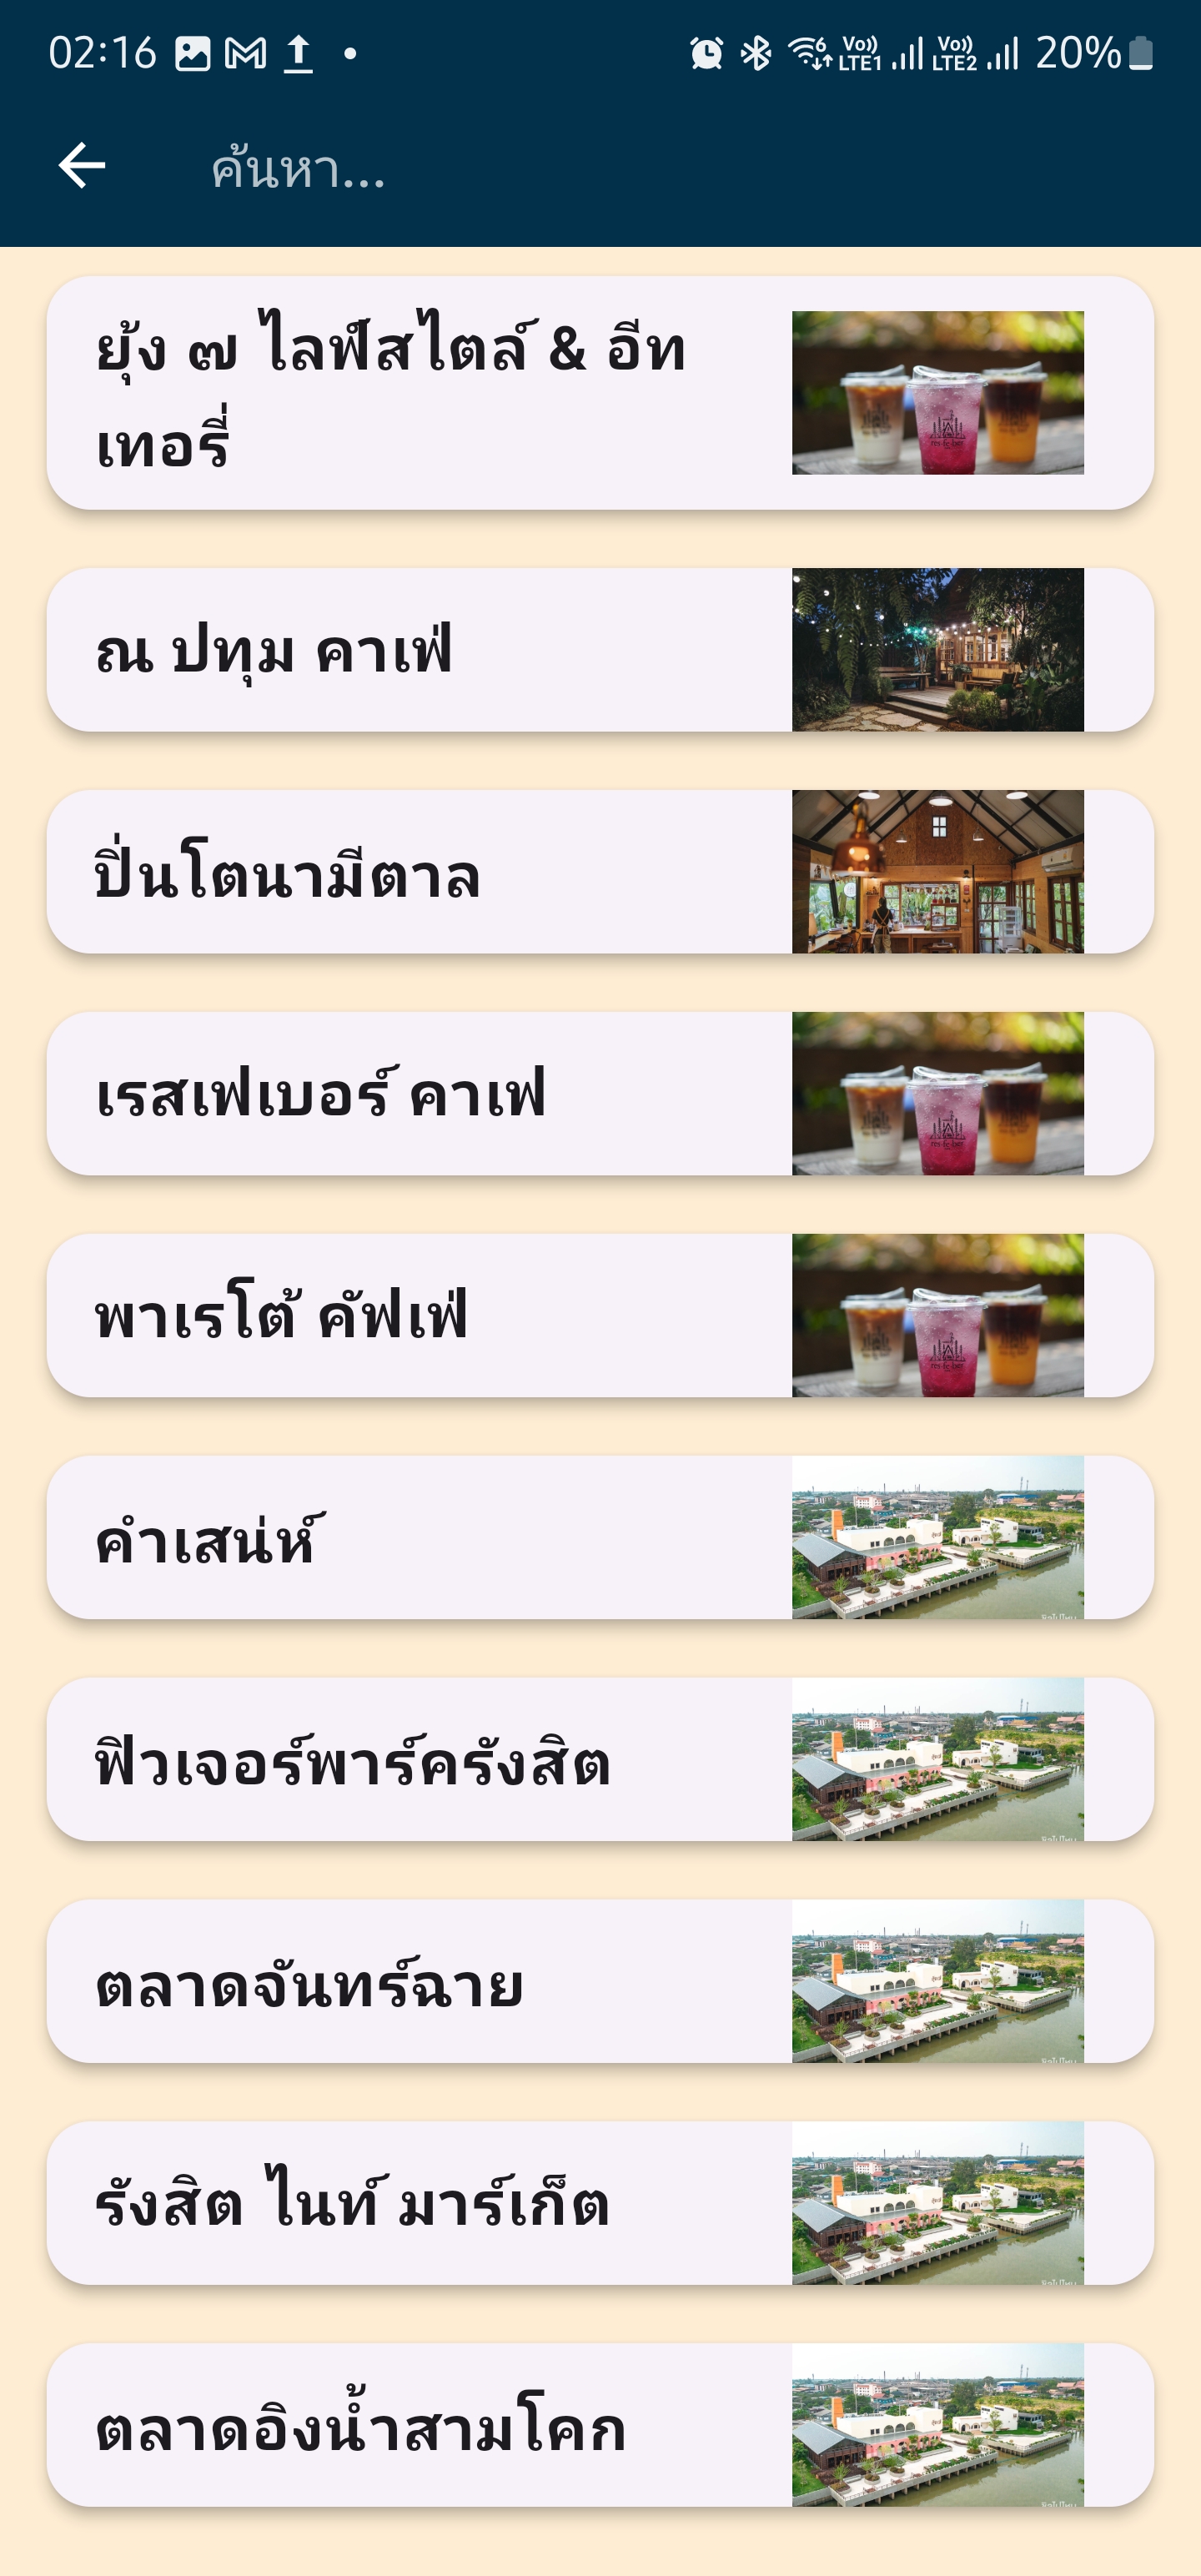 02:16
Vo)) LTE1 Vo)) LTE2 20%
ค้นหา...
ยุ้ง ๗ ไลฟ์สไตล์ & อีท
เทอรี่
ณ ปทุม คาเฟ่
ปิ่นโตนามีตาล
เรสเฟเบอร์ คาเฟ
พาเรโต้ คัฟเฟ่
คำเสน่ห์
ฟิวเจอร์พาร์ครังสิต
ตลาดจันทร์ฉาย
รังสิต ไนท์ มาร์เก็ต
ตลาดอิงน้ำสามโคก